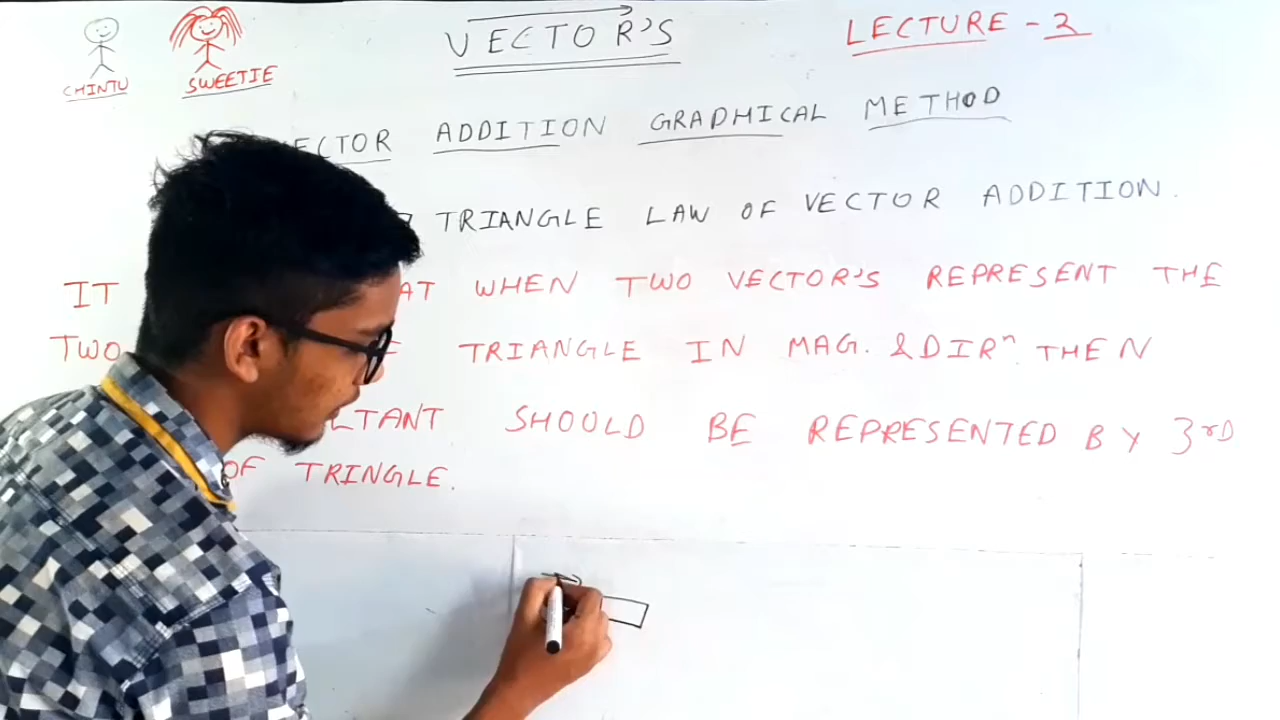 VECTOR'S
LECTURE - 2
CHINTU
SWEETIE
ECTOR ADDITION GRAPHICAL METHOD
TRIANGLE LAW OF VECTOR ADDITION.
IT AT WHEN TWO VECTOR'S REPRESENT THE
TWO TRIANGLE IN MAG. & DIRⁿ. THEN
LTANT SHOULD BE REPRESENTED BY 3RD
OF TRINGLE.